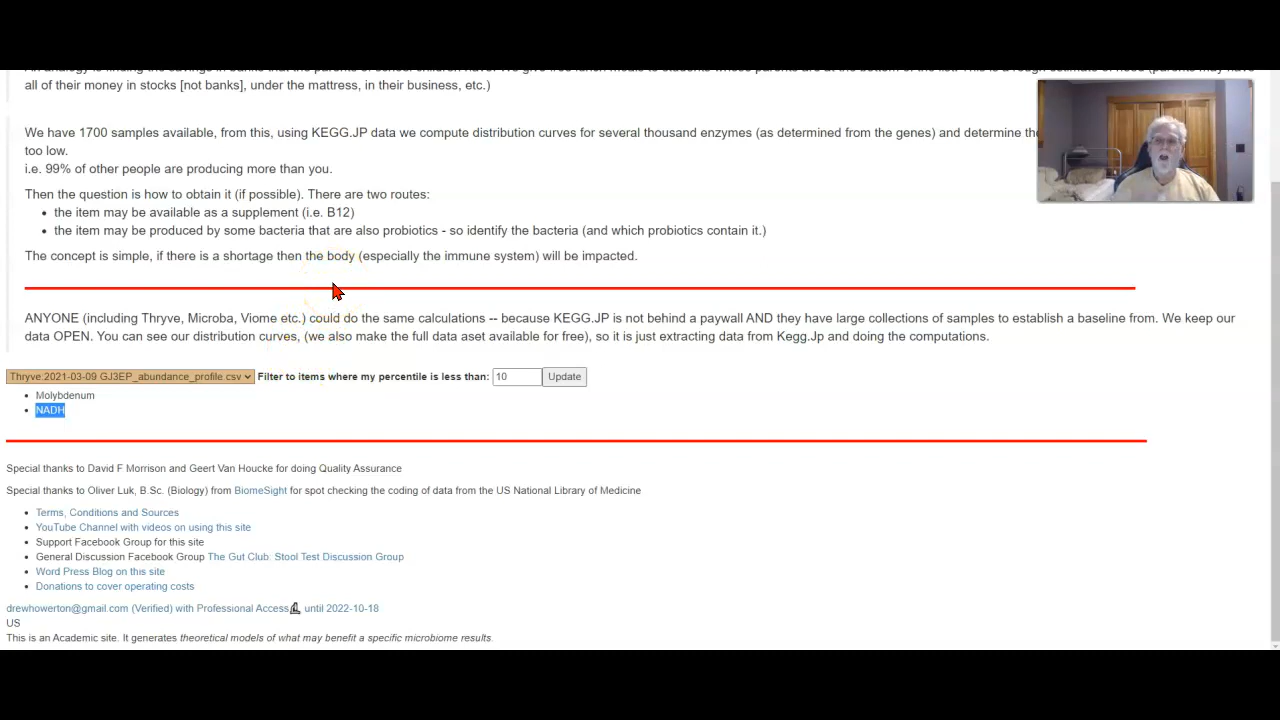 all of their money in stocks [not banks], under the mattress, in their business, etc.)
We have 1700 samples available, from this, using KEGG.JP data we compute distribution curves for several thousand enzymes (as determined from the genes) and determine
too low.
i.e. 99% of other people are producing more than you.
Then the question is how to obtain it (if possible). There are two routes:
the item may be available as a supplement (i.e. B12)
the item may be produced by some bacteria that are also probiotics - so identify the bacteria (and which probiotics contain it.)
The concept is simple, if there is a shortage then the body (especially the immune system) will be impacted.
ANYONE (including Thryve, Microba, Viome etc.) could do the same calculations -- because KEGG.JP is not behind a paywall AND they have large collections of samples to establish a baseline from. We keep our
data OPEN. You can see our distribution curves, (we also make the full data aset available for free), so it is just extracting data from Kegg.Jp and doing the computations.
Thryve:2021-03-09 GJ3EP_abundance_profile.csv Filter to items where my percentile is less than: 10 Update
Molybdenum
NADH
Special thanks to David F Morrison and Geert Van Houcke for doing Quality Assurance
Special thanks to Oliver Luk, B.Sc. (Biology) from BiomeSight for spot checking the coding of data from the US National Library of Medicine
Terms, Conditions and Sources
YouTube Channel with videos on using this site
Support Facebook Group for this site
General Discussion Facebook Group The Gut Club: Stool Test Discussion Group
Word Press Blog on this site
Donations to cover operating costs
drewhowerton@gmail.com (Verified) with Professional Access until 2022-10-18
US
This is an Academic site. It generates theoretical models of what may benefit a specific microbiome results.